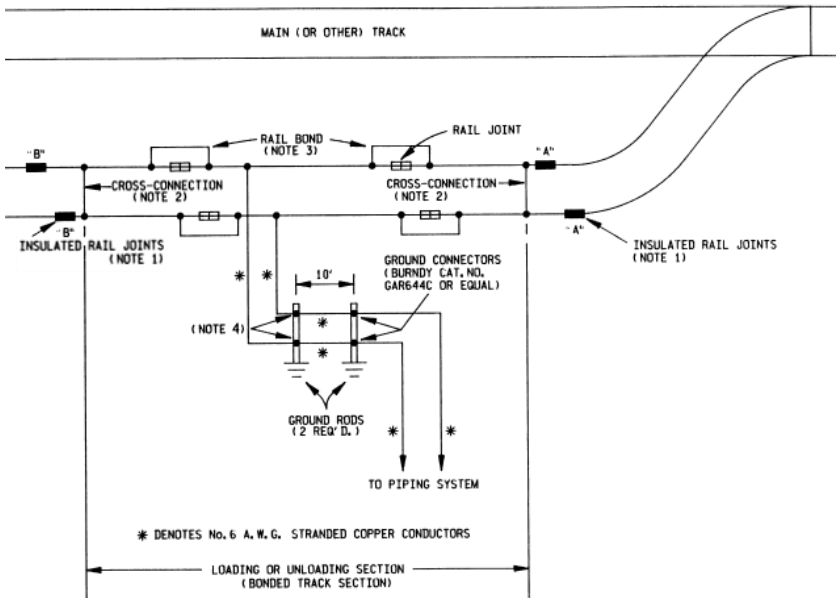 MAIN (OR OTHER) TRACK
RAIL BOND
(NOTE 3)
RAIL JOINT
"B"
"A"
CROSS-CONNECTION
(NOTE 2)
CROSS-CONNECTION
(NOTE 2)
"B"
"A"
INSULATED RAIL JOINTS
(NOTE 1)
INSULATED RAIL JOINTS
(NOTE 1)
GROUND CONNECTORS
(BURNDY CAT. NO.
GAR644C OR EQUAL)
* *
10'
(NOTE 4)
*
*
GROUND RODS
(2 REQ'D.)
* *
TO PIPING SYSTEM
* DENOTES No. 6 A.W.G. STRANDED COPPER CONDUCTORS
LOADING OR UNLOADING SECTION
(BONDED TRACK SECTION)